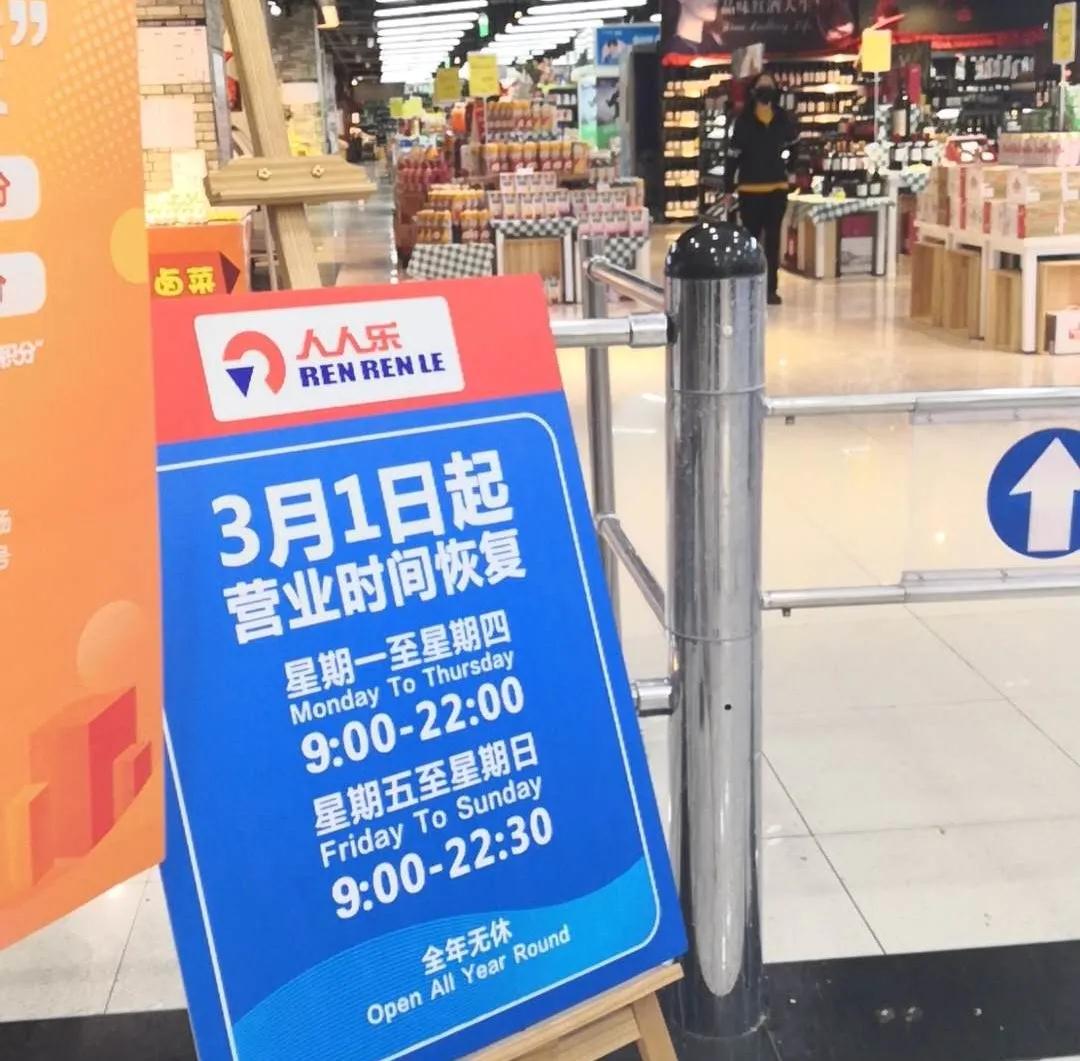 人人乐
REN REN LE
3月1日起
营业时间恢复
星期一至星期四
Monday To Thursday
9:00-22:00
星期五至星期日
Friday To Sunday
9:00-22:30
全年无休
Open All Year Round
卤菜
积分”